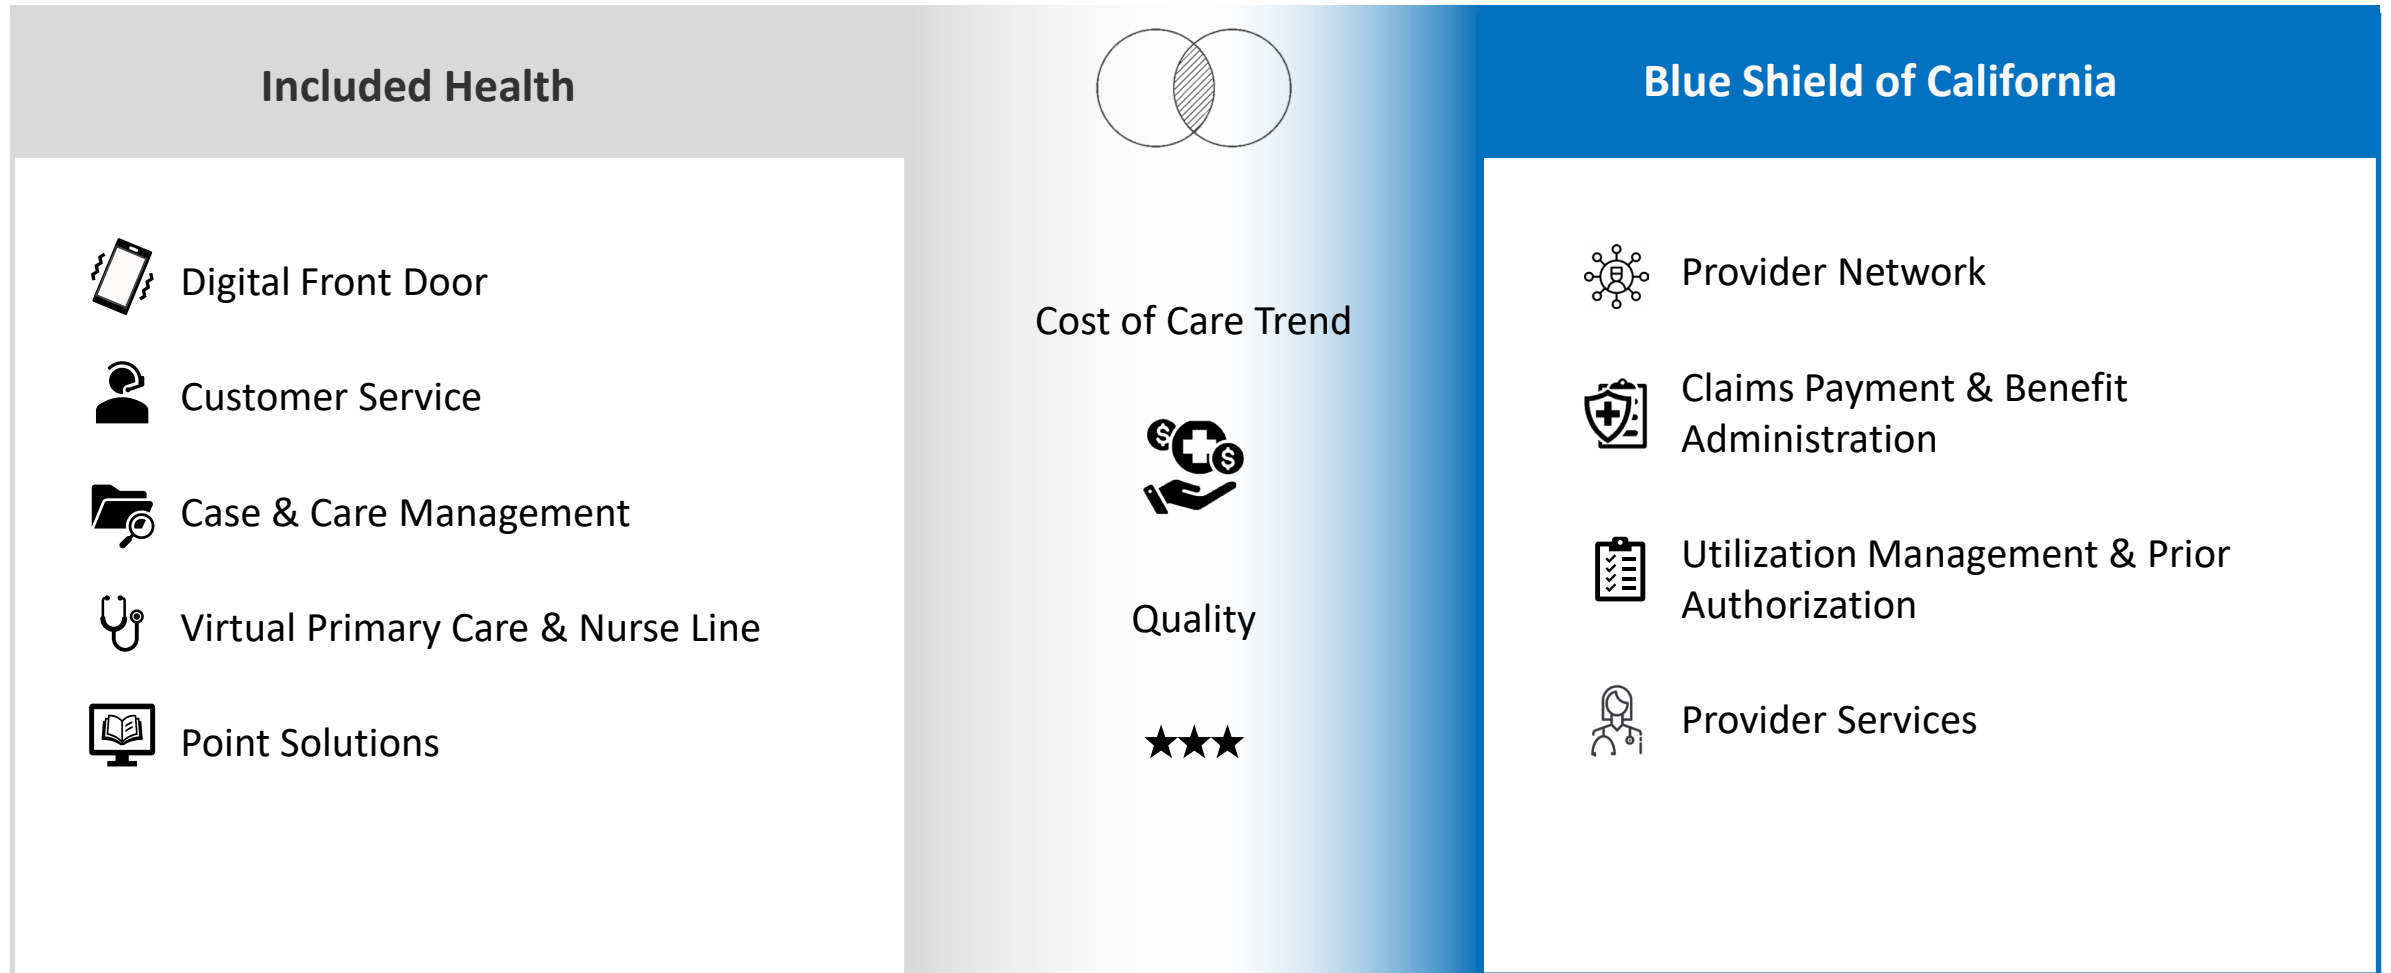 Included Health
Digital Front Door
Customer Service
Case & Care Management
Virtual Primary Care & Nurse Line
Point Solutions
Cost of Care Trend
$
$
Quality
Blue Shield of California
Provider Network
Claims Payment & Benefit
Administration
Utilization Management & Prior
Authorization
Provider Services